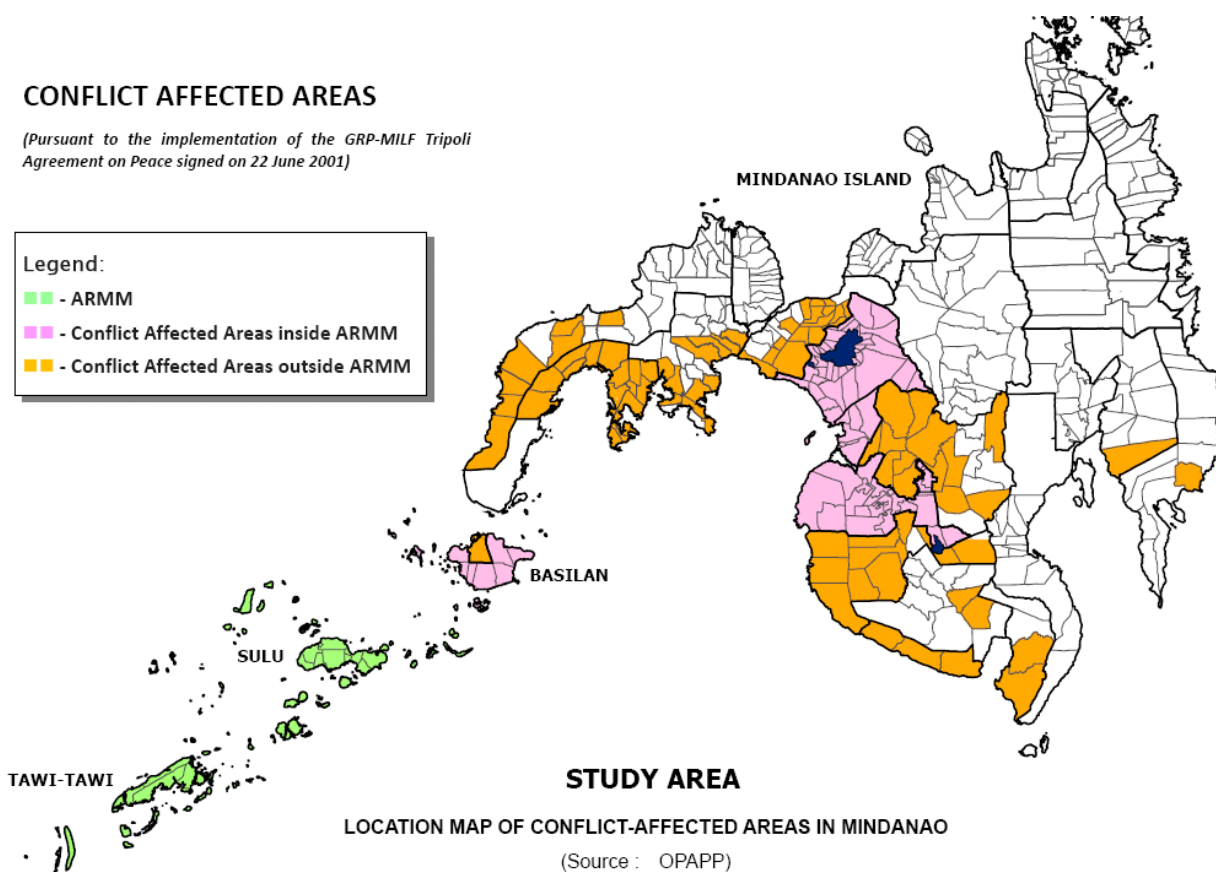 CONFLICT AFFECTED AREAS
(Pursuant to the implementation of the GRP-MILF Tripoli
Agreement on Peace signed on 22 June 2001)
MINDANAO ISLAND
Legend:
- ARMM
- Conflict Affected Areas inside ARMM
- Conflict Affected Areas outside ARMM
BASILAN
SULU
TAWI-TAWI
STUDY AREA
LOCATION MAP OF CONFLICT-AFFECTED AREAS IN MINDANAO
(Source : OPAPP)